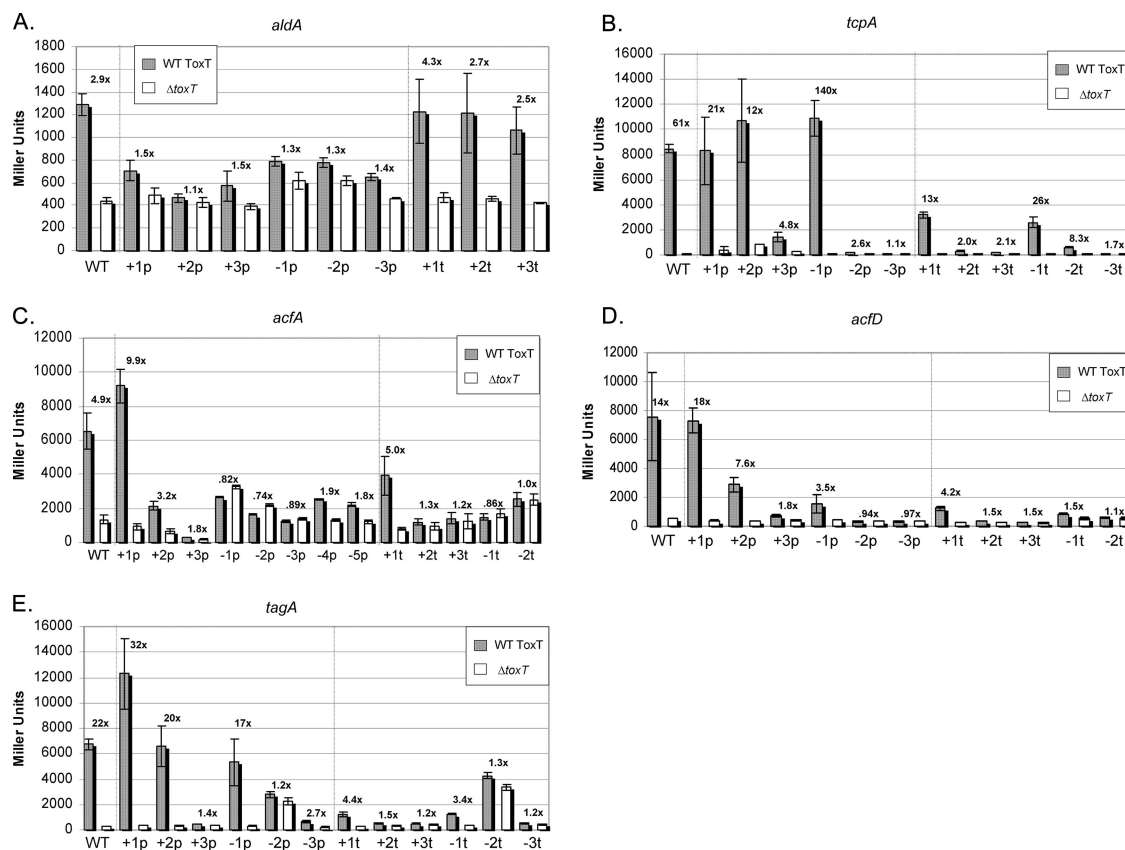 A.
aldA
Miller Units
1800
1600
1400
1200
1000
800
600
400
200
0
WT ToxT
ΔtoxT
2.9x
1.5x
1.1x
1.5x
1.3x
1.3x
1.4x
4.3x
2.7x
2.5x
WT +1p +2p +3p -1p -2p -3p +1t +2t +3t
B.
tcpA
Miller Units
16000
14000
12000
10000
8000
6000
4000
2000
0
WT ToxT
ΔtoxT
61x
21x
12x
4.8x
140x
2.6x
1.1x
13x
2.0x
2.1x
26x
8.3x
1.7x
WT +1p +2p +3p -1p -2p -3p +1t +2t +3t -1t -2t -3t
C.
acfA
Miller Units
12000
10000
8000
6000
4000
2000
0
WT ToxT
ΔtoxT
4.9x
9.9x
3.2x
1.8x
.82x
.74x
.89x
1.9x
1.8x
5.0x
1.3x
1.2x
.86x
1.0x
WT +1p +2p +3p -1p -2p -3p -4p -5p +1t +2t +3t -1t -2t
D.
acfD
Miller Units
12000
10000
8000
6000
4000
2000
0
WT ToxT
ΔtoxT
14x
18x
7.6x
1.8x
3.5x
.94x
.97x
4.2x
1.5x
1.5x
1.5x
1.1x
WT +1p +2p +3p -1p -2p -3p +1t +2t +3t -1t -2t
E.
tagA
Miller Units
16000
14000
12000
10000
8000
6000
4000
2000
0
WT ToxT
ΔtoxT
22x
32x
20x
1.4x
17x
1.2x
2.7x
4.4x
1.5x
1.2x
3.4x
1.3x
1.2x
WT +1p +2p +3p -1p -2p -3p +1t +2t +3t -1t -2t -3t